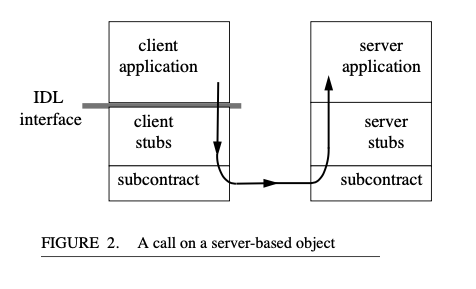 client
application
server
application
IDL
interface
client
stubs
server
stubs
subcontract
subcontract
FIGURE 2. A call on a server-based object